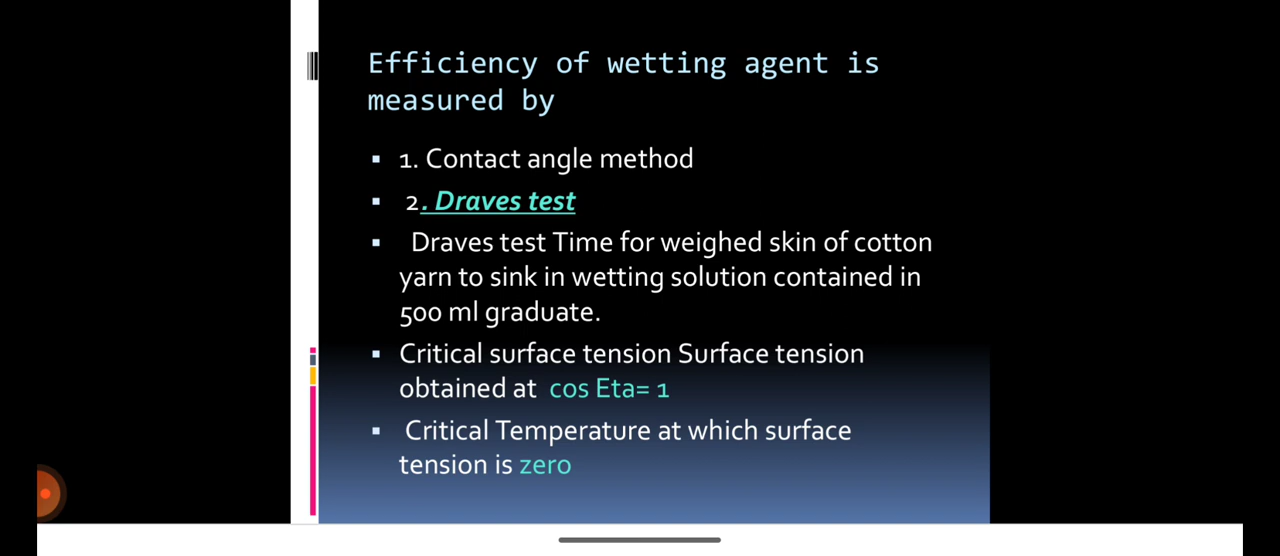 Efficiency of wetting agent is
measured by
▪ 1. Contact angle method
▪ 2. Draves test
▪ Draves test Time for weighed skin of cotton
yarn to sink in wetting solution contained in
500 ml graduate.
▪ Critical surface tension Surface tension
obtained at cos Eta= 1
▪ Critical Temperature at which surface
tension is zero